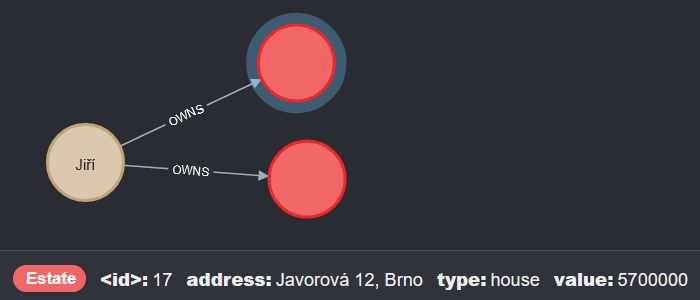 OWNS
Jiří
OWNS
Estate <id>: 17 address: Javorová 12, Brno type: house value: 5700000